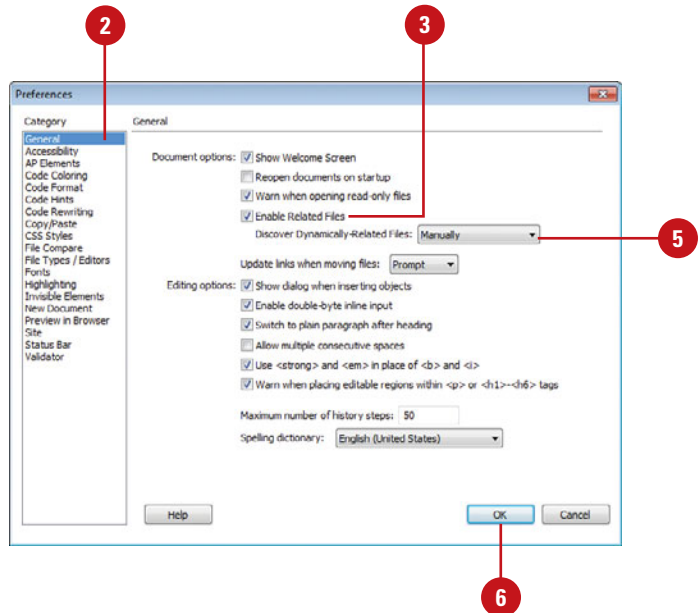 2
3
Preferences
Category
General
General
Accessibility
AP Elements
Code Coloring
Code Format
Code Hints
Code Rewriting
Copy/Paste
CSS Styles
File Compare
File Types / Editors
Fonts
Highlighting
Invisible Elements
New Document
Preview in Browser
Site
Status Bar
Validator
Document options: Show Welcome Screen
Reopen documents on startup
Warn when opening read-only files
Enable Related Files
Discover Dynamically-Related Files: Manually
5
Update links when moving files: Prompt
Editing options: Show dialog when inserting objects
Enable double-byte inline input
Switch to plain paragraph after heading
Allow multiple consecutive spaces
Use <strong> and <em> in place of <b> and <i>
Warn when placing editable regions within <p> or <h1>-<h6> tags
Maximum number of history steps: 50
Spelling dictionary: English (United States)
Help OK Cancel
6